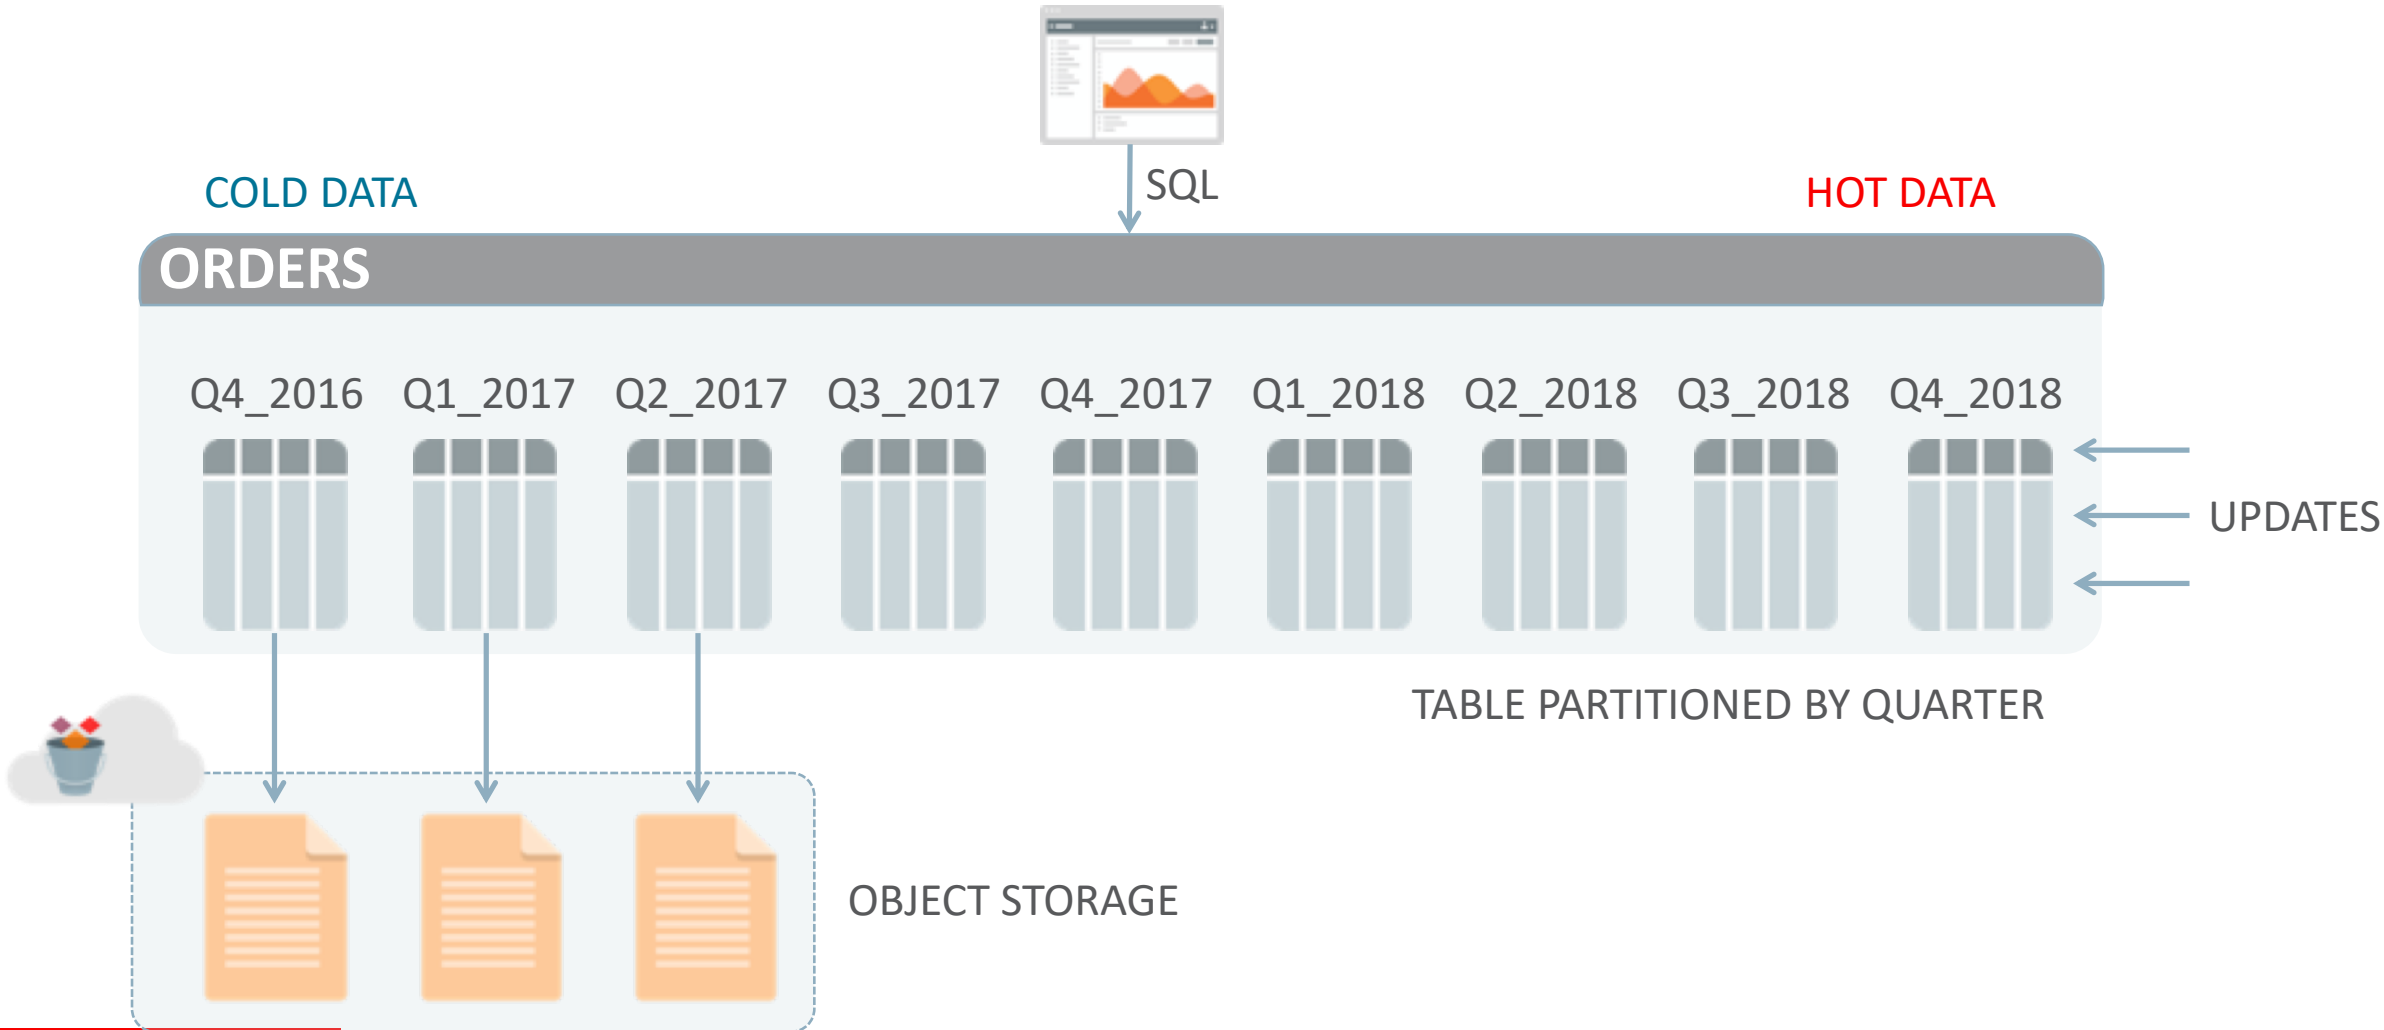 SQL
COLD DATA
HOT DATA
ORDERS
Q4_2016 Q1_2017 Q2_2017 Q3_2017 Q4_2017 Q1_2018 Q2_2018 Q3_2018 Q4_2018
UPDATES
TABLE PARTITIONED BY QUARTER
OBJECT STORAGE